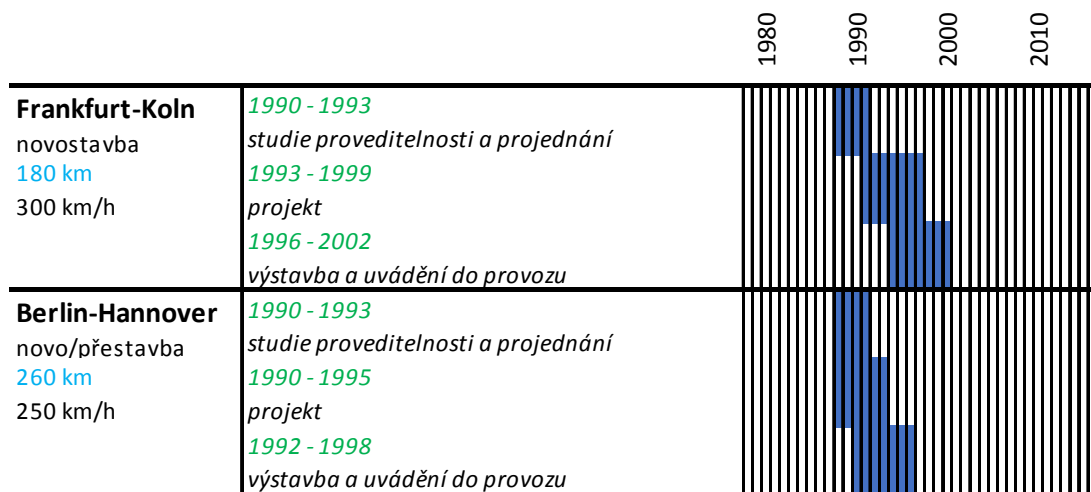 1980 1990 2000 2010
Frankfurt-Koln
novostavba
180 km
300 km/h
1990 - 1993
studie proveditelnosti a projednání
1993 - 1999
projekt
1996 - 2002
výstavba a uvádění do provozu
Berlin-Hannover
novo/přestavba
260 km
250 km/h
1990 - 1993
studie proveditelnosti a projednání
1990 - 1995
projekt
1992 - 1998
výstavba a uvádění do provozu